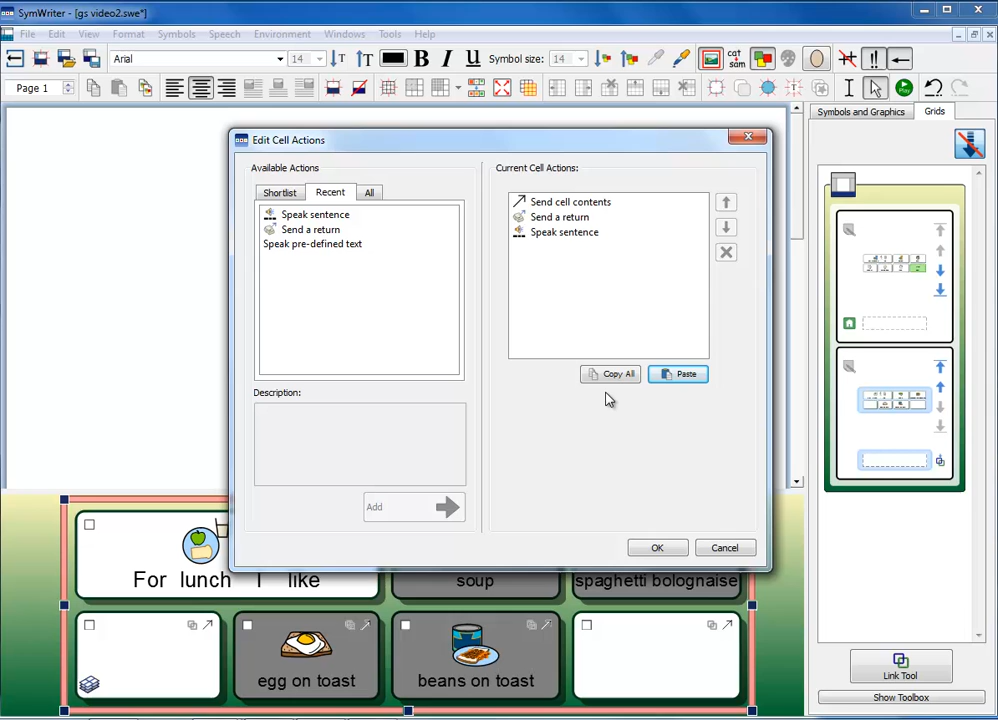 SymWriter - [gs video2.swe*]
File Edit View Format Symbols Speech Environment Windows Tools Help
Arial 14 T T B I U Symbol size: 14 cat sam !!
Page 1 Play
Symbols and Graphics Grids
Edit Cell Actions
Available Actions
Shortlist Recent All
Speak sentence
Send a return
Speak pre-defined text
Description:
Add
Current Cell Actions:
Send cell contents
Send a return
Speak sentence
Copy All Paste
OK Cancel
For lunch I like
soup
spaghetti bolognaise
egg on toast
beans on toast
Link Tool
Show Toolbox